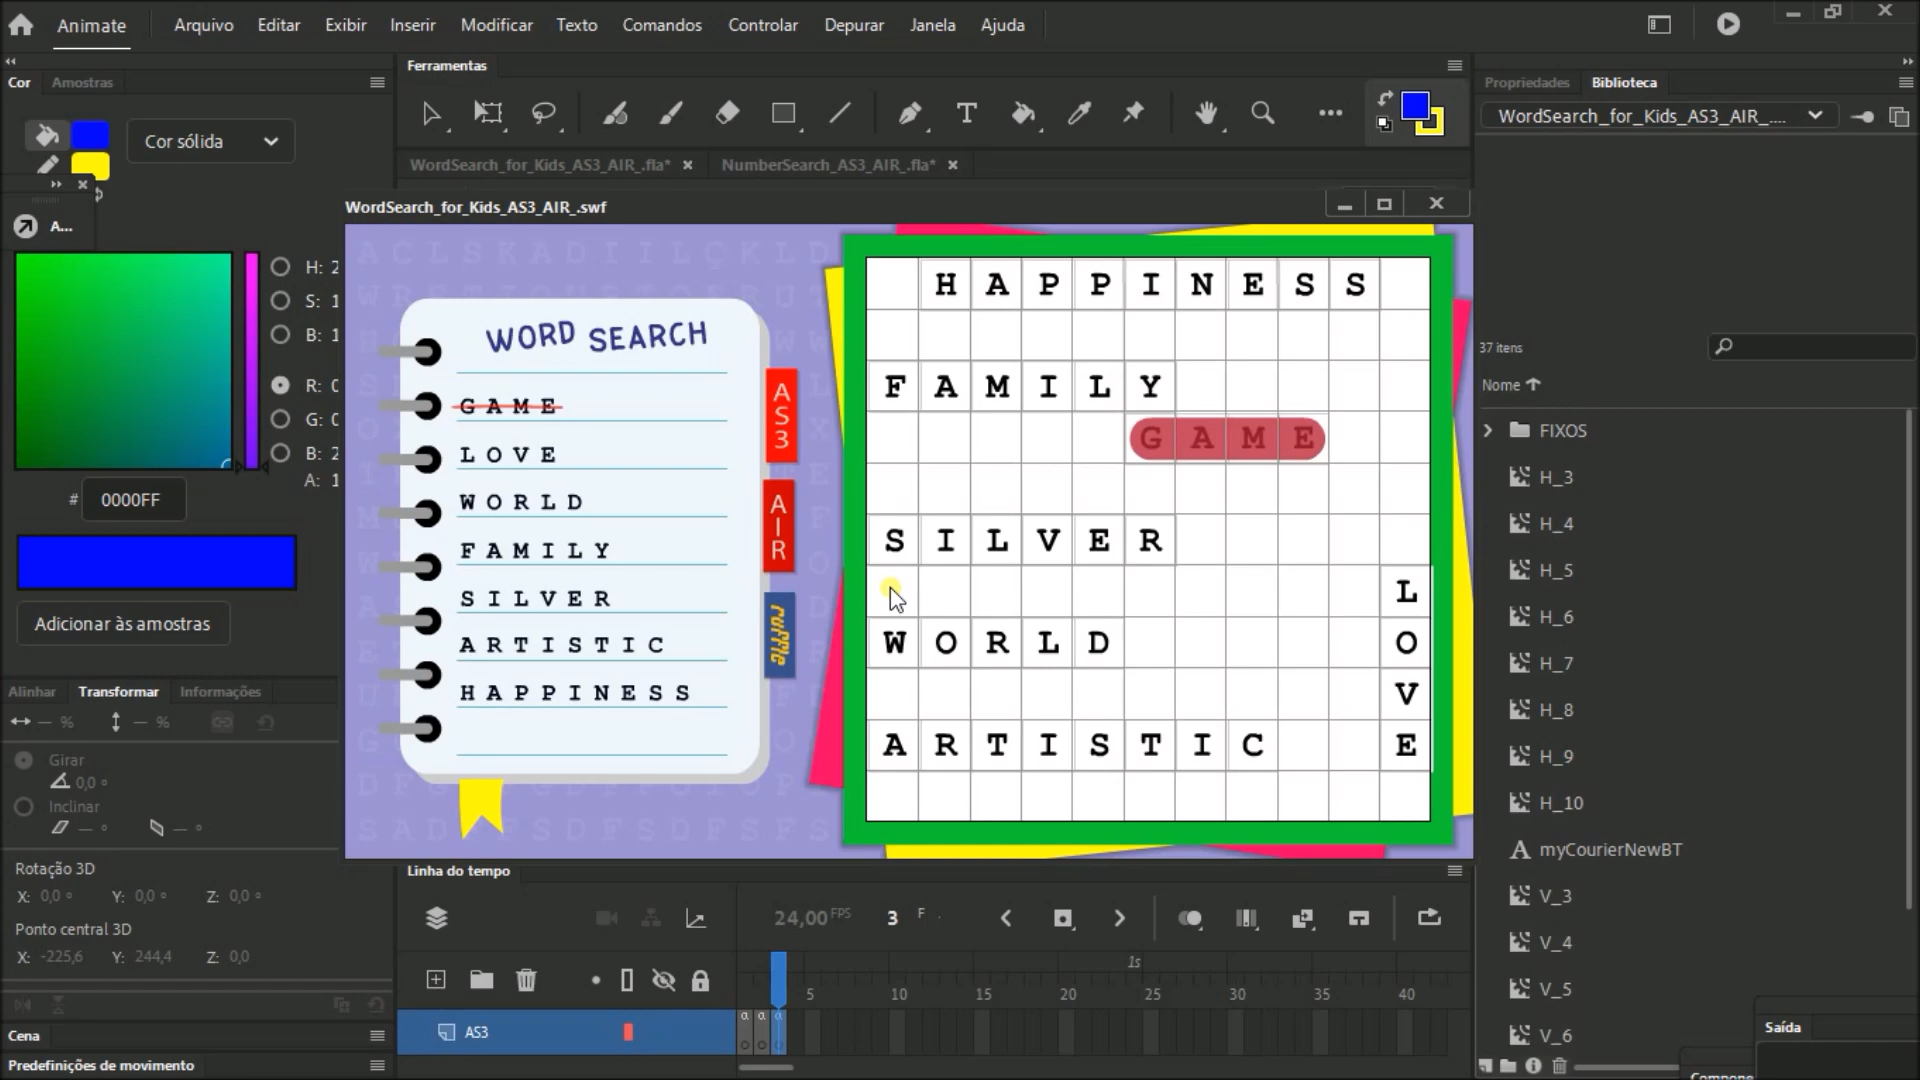 Animate Arquivo Editar Exibir Inserir Modificar Texto Comandos Controlar Depurar Janela Ajuda
Cor Amostras
Ferramentas
Propriedades Biblioteca
Cor sólida
WordSearch_for_Kids_AS3_AIR_....
WordSearch_for_Kids_AS3_AIR_.fla* NumberSearch_AS3_AIR_.fla*
WordSearch_for_Kids_AS3_AIR_.swf
A...
H: 2
S: 1
B: 1
R: 0
G: 0
B: 2
A: 1
# 0000FF
Adicionar às amostras
Alinhar Transformar Informações
— % — %
Girar
0,0 °
Inclinar
— ° — °
Rotação 3D
X: 0,0 ° Y: 0,0 ° Z: 0,0 °
Ponto central 3D
X: -225,6 Y: 244,4 Z: 0,0
Cena
Predefinições de movimento
WORD SEARCH
GAME
LOVE
WORLD
FAMILY
SILVER
ARTISTIC
HAPPINESS
AS3
AIR
ruffle
HAPPINESS
FAMILY
GAME
SILVER
L
WORLD O
V
ARTISTIC E
Linha do tempo
24,00 FPS 3 F
1s
5 10 15 20 25 30 35 40
AS3
37 itens
Nome
FIXOS
H_3
H_4
H_5
H_6
H_7
H_8
H_9
H_10
myCourierNewBT
V_3
V_4
V_5
V_6
Saída